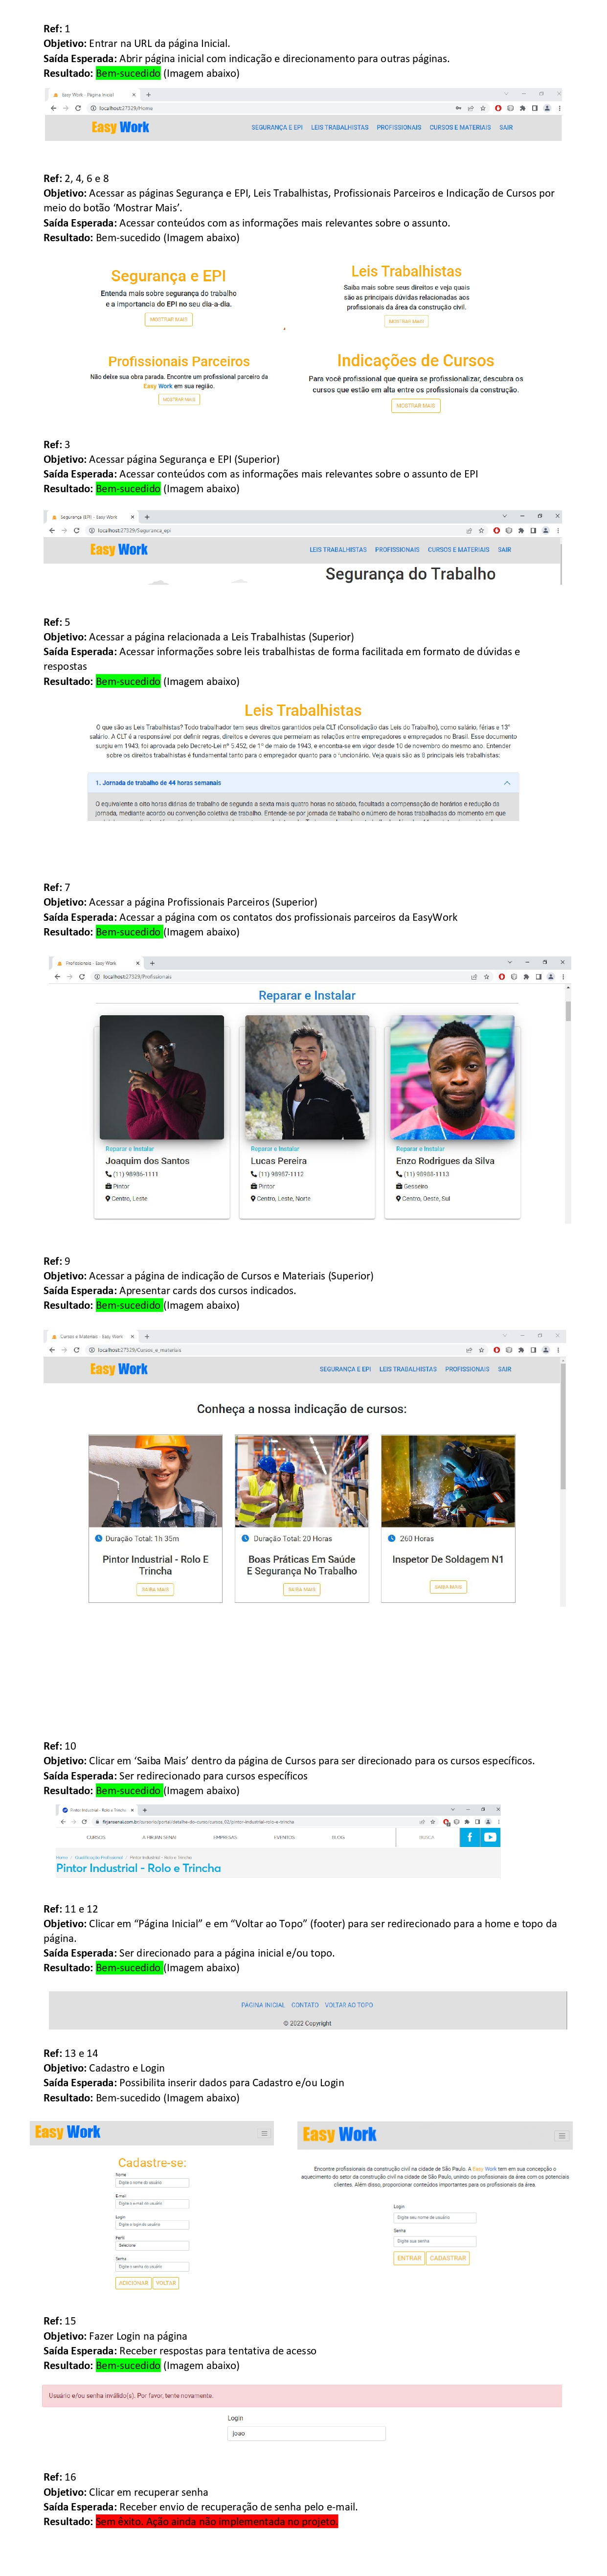 Ref: 1
Objetivo: Entrar na URL da página Inicial.
Saída Esperada: Abrir página inicial com indicação e direcionamento para outras páginas.
Resultado: Bem-sucedido (Imagem abaixo)
Easy Work - Página Inicial
localhost:27529/Home
Easy Work SEGURANÇA E EPI LEIS TRABALHISTAS PROFISSIONAIS CURSOS E MATERIAIS SAIR
Ref: 2, 4, 6 e 8
Objetivo: Acessar as páginas Segurança e EPI, Leis Trabalhistas, Profissionais Parceiros e Indicação de Cursos por
meio do botão ‘Mostrar Mais’.
Saída Esperada: Acessar conteúdos com as informações mais relevantes sobre o assunto.
Resultado: Bem-sucedido (Imagem abaixo)
Segurança e EPI
Entenda mais sobre segurança do trabalho
e a importancia do EPI no seu dia-a-dia.
MOSTRAR MAIS
Leis Trabalhistas
Saiba mais sobre seus direitos e veja quais
são as principais dúvidas relacionadas aos
profissionais da área da construção civil.
MOSTRAR MAIS
Profissionais Parceiros
Não deixe sua obra parada. Encontre um profissional parceiro da
Easy Work em sua região.
MOSTRAR MAIS
Indicações de Cursos
Para você profissional que queira se profissionalizar, descubra os
cursos que estão em alta entre os profissionais da construção.
MOSTRAR MAIS
Ref: 3
Objetivo: Acessar página Segurança e EPI (Superior)
Saída Esperada: Acessar conteúdos com as informações mais relevantes sobre o assunto de EPI
Resultado: Bem-sucedido (Imagem abaixo)
Segurança (EPI) - Easy Work
localhost:27529/Seguranca_epi
Easy Work LEIS TRABALHISTAS PROFISSIONAIS CURSOS E MATERIAIS SAIR
Segurança do Trabalho
Ref: 5
Objetivo: Acessar a página relacionada a Leis Trabalhistas (Superior)
Saída Esperada: Acessar informações sobre leis trabalhistas de forma facilitada em formato de dúvidas e
respostas
Resultado: Bem-sucedido (Imagem abaixo)
Leis Trabalhistas
O que são as Leis Trabalhistas? Todo trabalhador tem seus direitos garantidos pela CLT (Consolidação das Leis do Trabalho), como salário, férias e 13°
salário. A CLT é a responsável por definir regras, direitos e deveres que permeiam as relações entre empregadores e empregados no Brasil. Esse documento
surgiu em 1943, foi aprovada pelo Decreto-Lei nº 5.452, de 1º de maio de 1943, e encontra-se em vigor desde 10 de novembro do mesmo ano. Entender
sobre os direitos trabalhistas é fundamental tanto para o empregador quanto para o funcionário. Veja quais são as 8 principais leis trabalhistas:
1. Jornada de trabalho de 44 horas semanais
O equivalente a oito horas diárias de trabalho de segunda a sexta mais quatro horas no sábado, facultada a compensação de horários e redução da
jornada, mediante acordo ou convenção coletiva de trabalho. Entende-se por jornada de trabalho o número de horas trabalhadas do momento em que
Ref: 7
Objetivo: Acessar a página Profissionais Parceiros (Superior)
Saída Esperada: Acessar a página com os contatos dos profissionais parceiros da EasyWork
Resultado: Bem-sucedido (Imagem abaixo)
Profissionais - Easy Work
localhost:27529/Profissionais
Reparar e Instalar
Reparar e Instalar
Joaquim dos Santos
(11) 98986-1111
Pintor
Centro, Leste
Reparar e Instalar
Lucas Pereira
(11) 98987-1112
Pintor
Centro, Leste, Norte
Reparar e Instalar
Enzo Rodrigues da Silva
(11) 98988-1113
Gesseiro
Centro, Oeste, Sul
Ref: 9
Objetivo: Acessar a página de indicação de Cursos e Materiais (Superior)
Saída Esperada: Apresentar cards dos cursos indicados.
Resultado: Bem-sucedido (Imagem abaixo)
Cursos e Materiais - Easy Work
localhost:27529/Cursos_e_materiais
Easy Work SEGURANÇA E EPI LEIS TRABALHISTAS PROFISSIONAIS SAIR
Conheça a nossa indicação de cursos:
Duração Total: 1h 35m
Pintor Industrial - Rolo E
Trincha
SAIBA MAIS
Duração Total: 20 Horas
Boas Práticas Em Saúde
E Segurança No Trabalho
SAIBA MAIS
260 Horas
Inspetor De Soldagem N1
SAIBA MAIS
Ref: 10
Objetivo: Clicar em ‘Saiba Mais’ dentro da página de Cursos para ser direcionado para os cursos específicos.
Saída Esperada: Ser redirecionado para cursos específicos
Resultado: Bem-sucedido (Imagem abaixo)
Pintor Industrial - Rolo e Trincha
CURSOS A FIRJAN SENAI EMPRESAS EVENTOS BLOG BUSCA
Home / Qualificação Profissional / Pintor Industrial - Rolo e Trincha
Pintor Industrial - Rolo e Trincha
Ref: 11 e 12
Objetivo: Clicar em “Página Inicial” e em “Voltar ao Topo” (footer) para ser redirecionado para a home e topo da
página.
Saída Esperada: Ser direcionado para a página inicial e/ou topo.
Resultado: Bem-sucedido (Imagem abaixo)
PÁGINA INICIAL CONTATO VOLTAR AO TOPO
© 2022 Copyright
Ref: 13 e 14
Objetivo: Cadastro e Login
Saída Esperada: Possibilita inserir dados para Cadastro e/ou Login
Resultado: Bem-sucedido (Imagem abaixo)
Easy Work
Cadastre-se:
Nome
Digite o nome do usuário
E-mail
Digite o e-mail do usuário
Login
Digite o login do usuário
Perfil
Selecione
Senha
Digite a senha do usuário
ADICIONAR VOLTAR
Easy Work
Encontre profissionais da construção civil na cidade de São Paulo. A Easy Work tem em sua concepção o
aquecimento do setor da construção civil na cidade de São Paulo, unindo os profissionais da área com os potenciais
clientes. Além disso, proporcionar conteúdos importantes para os profissionais da área.
Login
Digite seu nome de usuário
Senha
Digite sua senha
ENTRAR CADASTRAR
Ref: 15
Objetivo: Fazer Login na página
Saída Esperada: Receber respostas para tentativa de acesso
Resultado: Bem-sucedido (Imagem abaixo)
Usuário e/ou senha inválido(s). Por favor, tente novamente.
Login
joao
Ref: 16
Objetivo: Clicar em recuperar senha
Saída Esperada: Receber envio de recuperação de senha pelo e-mail.
Resultado: Sem êxito. Ação ainda não implementada no projeto.